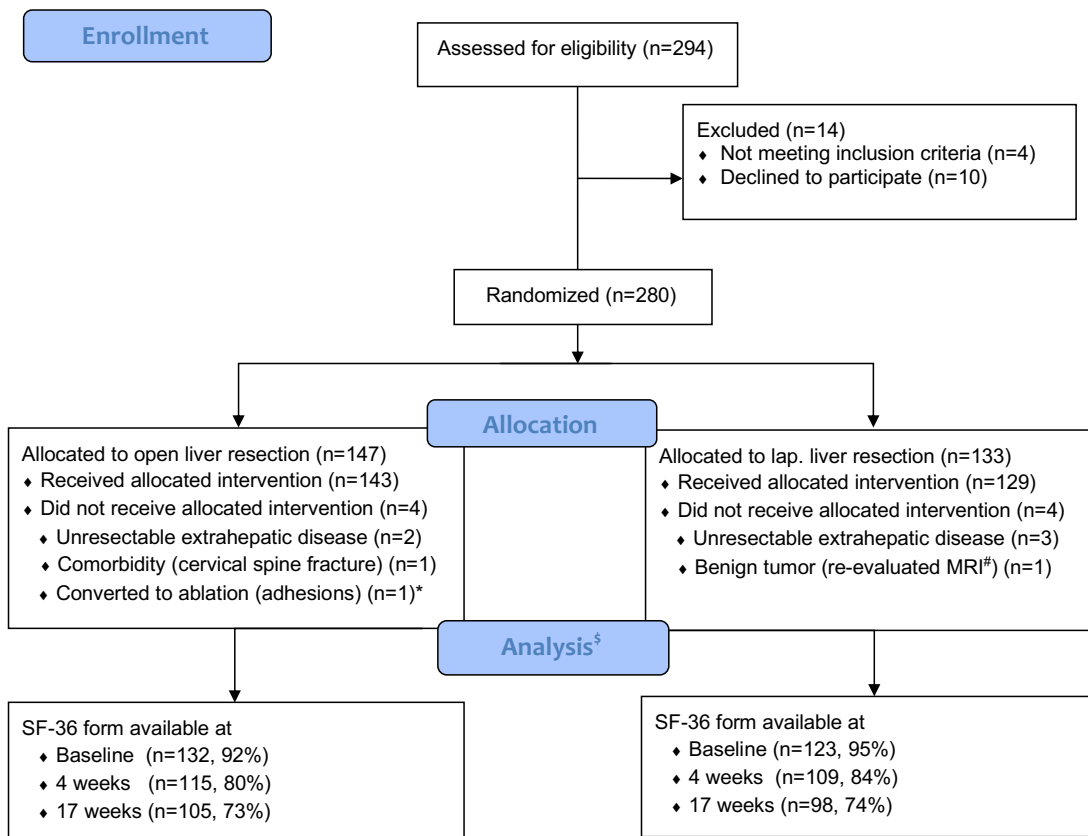 Enrollment
Assessed for eligibility (n=294)
Excluded (n=14)
♦ Not meeting inclusion criteria (n=4)
♦ Declined to participate (n=10)
Randomized (n=280)
Allocation
Allocated to open liver resection (n=147)
♦ Received allocated intervention (n=143)
♦ Did not receive allocated intervention (n=4)
♦ Unresectable extrahepatic disease (n=2)
♦ Comorbidity (cervical spine fracture) (n=1)
♦ Converted to ablation (adhesions) (n=1)*
Allocated to lap. liver resection (n=133)
♦ Received allocated intervention (n=129)
♦ Did not receive allocated intervention (n=4)
♦ Unresectable extrahepatic disease (n=3)
♦ Benign tumor (re-evaluated MRI#) (n=1)
Analysis$
SF-36 form available at
♦ Baseline (n=132, 92%)
♦ 4 weeks (n=115, 80%)
♦ 17 weeks (n=105, 73%)
SF-36 form available at
♦ Baseline (n=123, 95%)
♦ 4 weeks (n=109, 84%)
♦ 17 weeks (n=98, 74%)